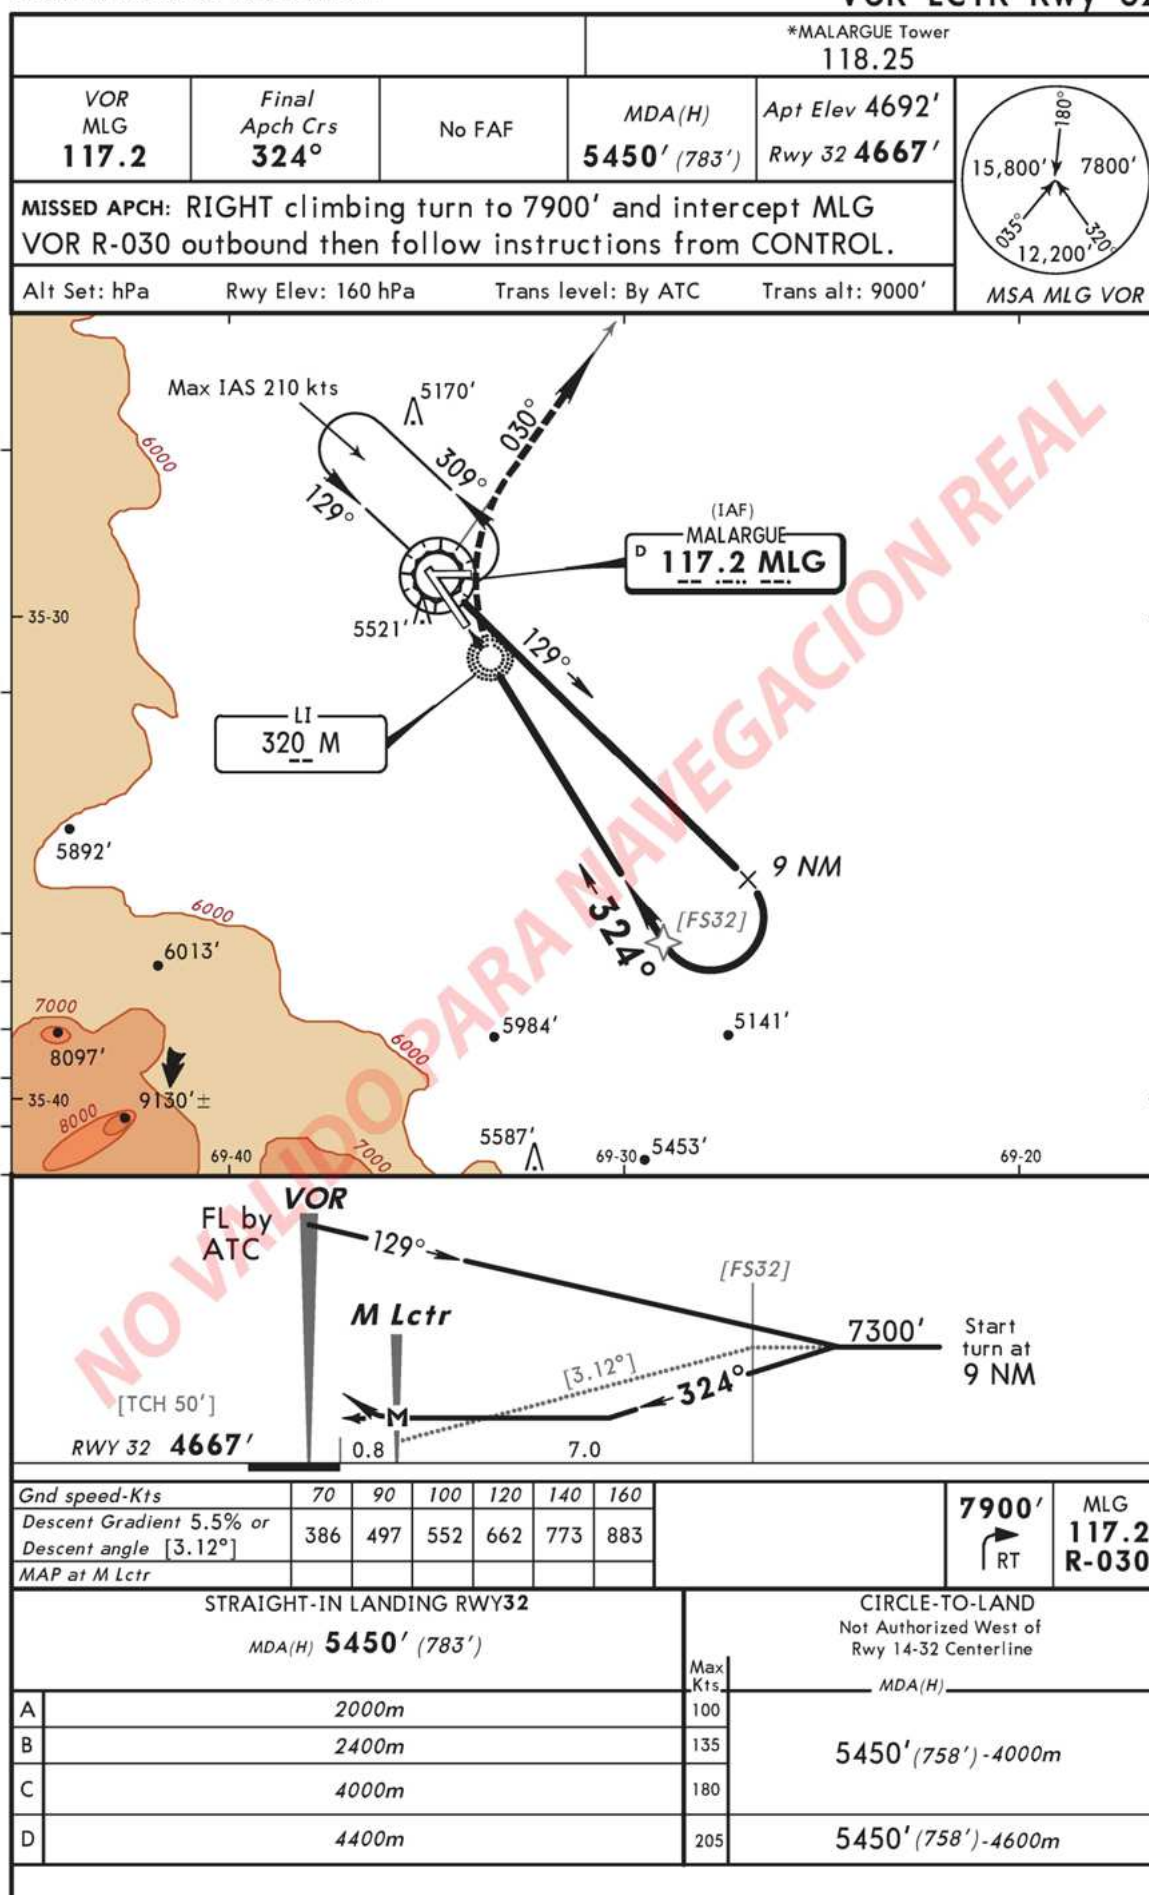 VOR LCTR Rwy 32
*MALARGUE Tower
118.25
VOR
MLG
117.2
Final
Apch Crs
324°
No FAF
MDA(H)
5450' (783')
Apt Elev 4692'
Rwy 32 4667'
180°
15,800' 7800'
035° 320°
12,200'
MSA MLG VOR
MISSED APCH: RIGHT climbing turn to 7900' and intercept MLG
VOR R-030 outbound then follow instructions from CONTROL.
Alt Set: hPa Rwy Elev: 160 hPa Trans level: By ATC Trans alt: 9000'
Max IAS 210 kts
5170'
030°
6000
309°
129°
(IAF)
MALARGUE
D 117.2 MLG
35-30
5521'
129°
LI
320 M
5892'
9 NM
6000
324°
[FS32]
6013'
7000
8097'
5984'
5141'
6000
35-40
9130'±
8000
5587'
7000
5453'
69-40
69-30
69-20
NO VALIDO PARA NAVEGACION REAL
VOR
FL by
ATC
129°
[FS32]
M Lctr
7300'
Start
turn at
9 NM
[3.12°]
324°
[TCH 50']
M
RWY 32 4667'
0.8
7.0
Gnd speed-Kts 70 90 100 120 140 160
Descent Gradient 5.5% or
Descent angle [3.12°] 386 497 552 662 773 883
MAP at M Lctr
7900'
RT
MLG
117.2
R-030
STRAIGHT-IN LANDING RWY32
MDA(H) 5450' (783')
CIRCLE-TO-LAND
Not Authorized West of
Rwy 14-32 Centerline
Max
Kts
MDA(H)
A 2000m 100
B 2400m 135 5450' (758') -4000m
C 4000m 180
D 4400m 205 5450' (758') -4600m